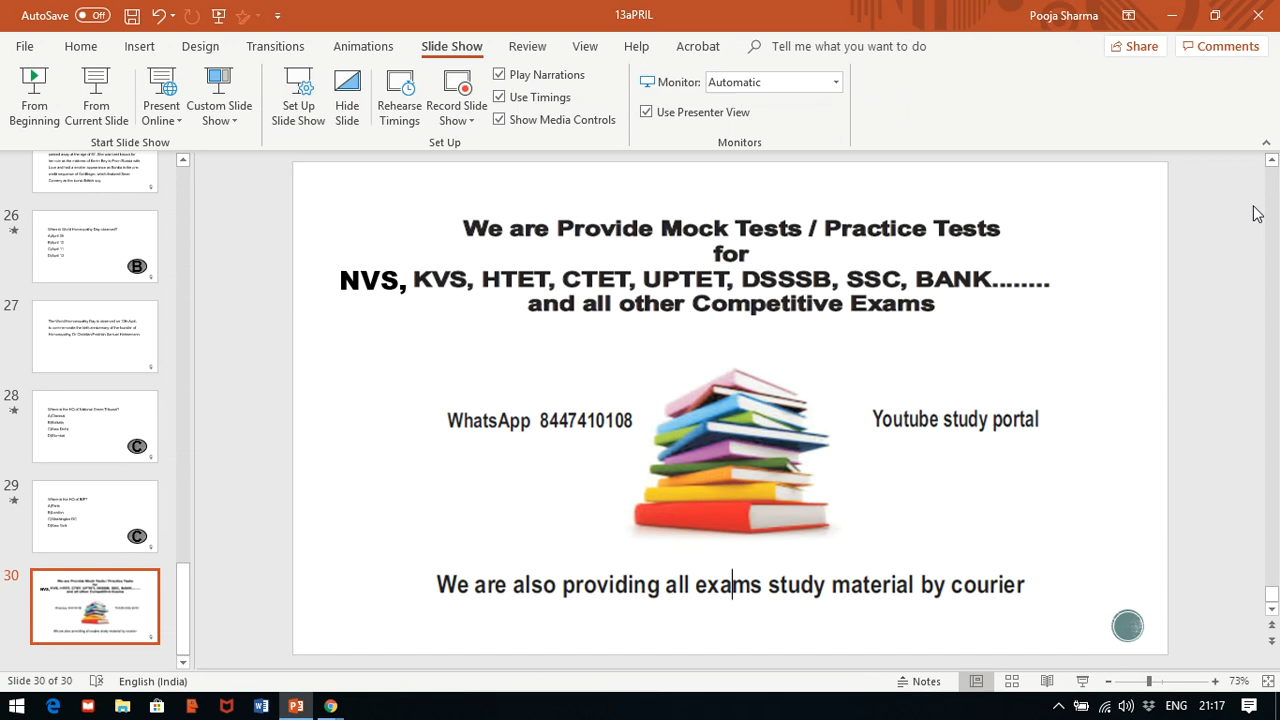 AutoSave Off 13aPRIL Pooja Sharma
File Home Insert Design Transitions Animations Slide Show Review View Help Acrobat Tell me what you want to do Share Comments
From Beginning
From Current Slide
Present Online
Custom Slide Show
Set Up Slide Show
Hide Slide
Rehearse Timings
Record Slide Show
Play Narrations
Use Timings
Show Media Controls
Monitor: Automatic
Use Presenter View
Start Slide Show Set Up Monitors
26
B
27
28
C
29
C
30
We are Provide Mock Tests / Practice Tests
for
NVS, KVS, HTET, CTET, UPTET, DSSSB, SSC, BANK........
and all other Competitive Exams
WhatsApp 8447410108
Youtube study portal
We are also providing all exams study material by courier
Slide 30 of 30 English (India) Notes 73%
ENG 21:17